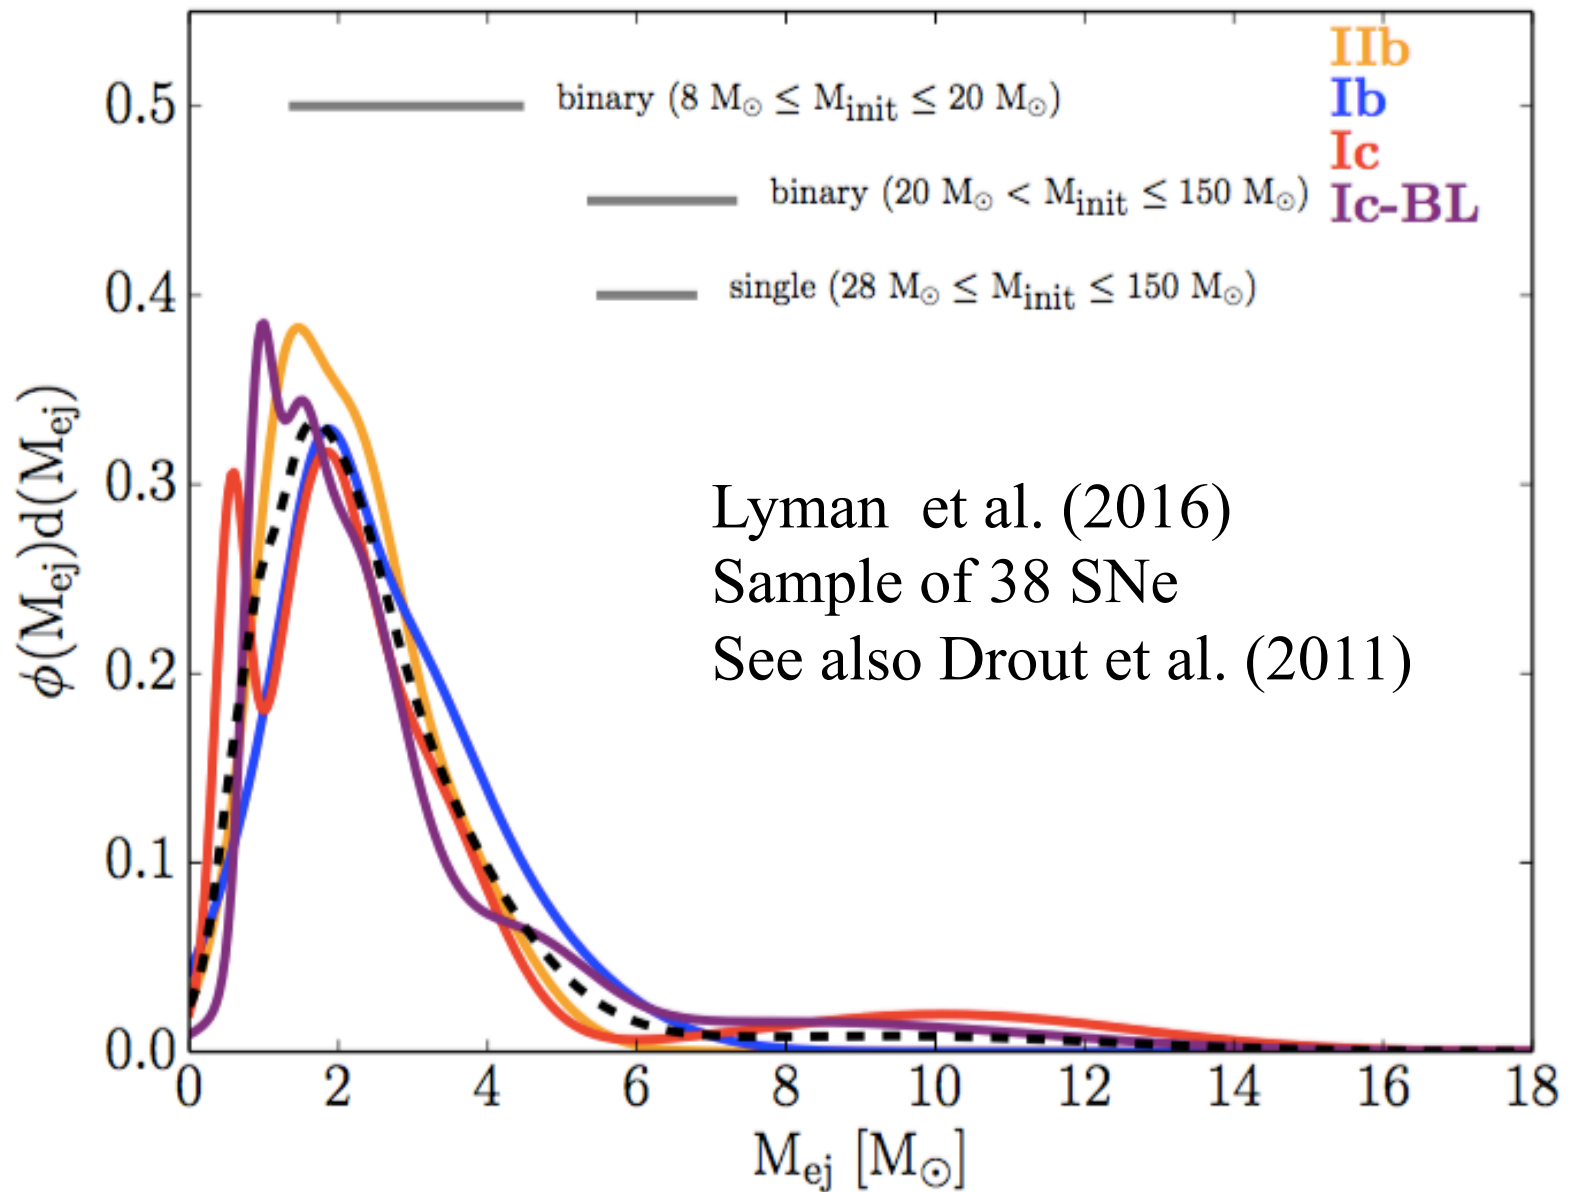 IIb
binary (8 M⊙ ≤ Minit ≤ 20 M⊙)
Ib
Ic
binary (20 M⊙ < Minit ≤ 150 M⊙)
Ic-BL
single (28 M⊙ ≤ Minit ≤ 150 M⊙)
Lyman et al. (2016)
Sample of 38 SNe
See also Drout et al. (2011)
ϕ(Mej)d(Mej)
0.5
0.4
0.3
0.2
0.1
0.0
0 2 4 6 8 10 12 14 16 18
Mej [M⊙]